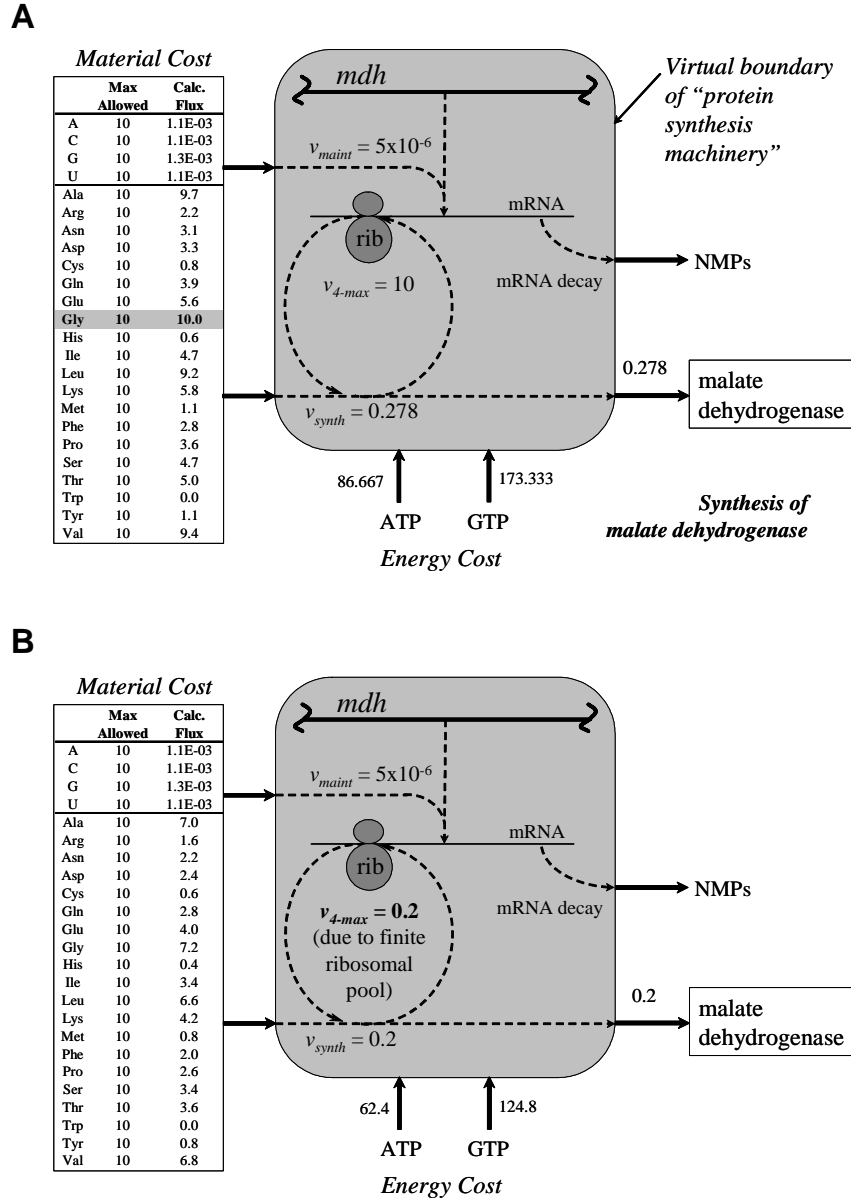 A
Material Cost
Max Allowed Calc. Flux
A 10 1.1E-03
C 10 1.1E-03
G 10 1.3E-03
U 10 1.1E-03
Ala 10 9.7
Arg 10 2.2
Asn 10 3.1
Asp 10 3.3
Cys 10 0.8
Gln 10 3.9
Glu 10 5.6
Gly 10 10.0
His 10 0.6
Ile 10 4.7
Leu 10 9.2
Lys 10 5.8
Met 10 1.1
Phe 10 2.8
Pro 10 3.6
Ser 10 4.7
Thr 10 5.0
Trp 10 0.0
Tyr 10 1.1
Val 10 9.4
mdh
v_maint = 5x10^-6
mRNA
rib
v_4-max = 10
mRNA decay
NMPs
v_synth = 0.278
0.278
malate
dehydrogenase
86.667
173.333
ATP GTP
Energy Cost
Virtual boundary
of “protein
synthesis
machinery”
Synthesis of
malate dehydrogenase
B
Material Cost
Max Allowed Calc. Flux
A 10 1.1E-03
C 10 1.1E-03
G 10 1.3E-03
U 10 1.1E-03
Ala 10 7.0
Arg 10 1.6
Asn 10 2.2
Asp 10 2.4
Cys 10 0.6
Gln 10 2.8
Glu 10 4.0
Gly 10 7.2
His 10 0.4
Ile 10 3.4
Leu 10 6.6
Lys 10 4.2
Met 10 0.8
Phe 10 2.0
Pro 10 2.6
Ser 10 3.4
Thr 10 3.6
Trp 10 0.0
Tyr 10 0.8
Val 10 6.8
mdh
v_maint = 5x10^-6
mRNA
rib
v_4-max = 0.2
(due to finite
ribosomal
pool)
mRNA decay
NMPs
v_synth = 0.2
0.2
malate
dehydrogenase
62.4
124.8
ATP GTP
Energy Cost